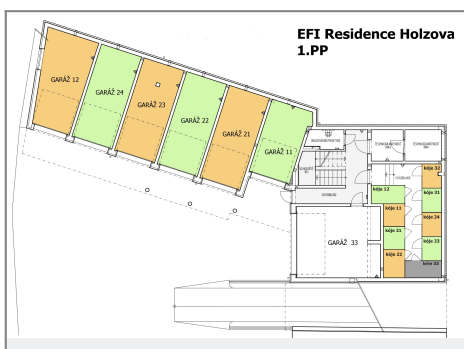 EFI Residence Holzova
1.PP
GARÁŽ 12
GARÁŽ 24
GARÁŽ 23
GARÁŽ 22
GARÁŽ 21
GARÁŽ 11
GARÁŽ 33
kóje 32
kóje 12
kóje 31
kóje 11
kóje 24
kóje 21
kóje 23
kóje 22
kóje 33